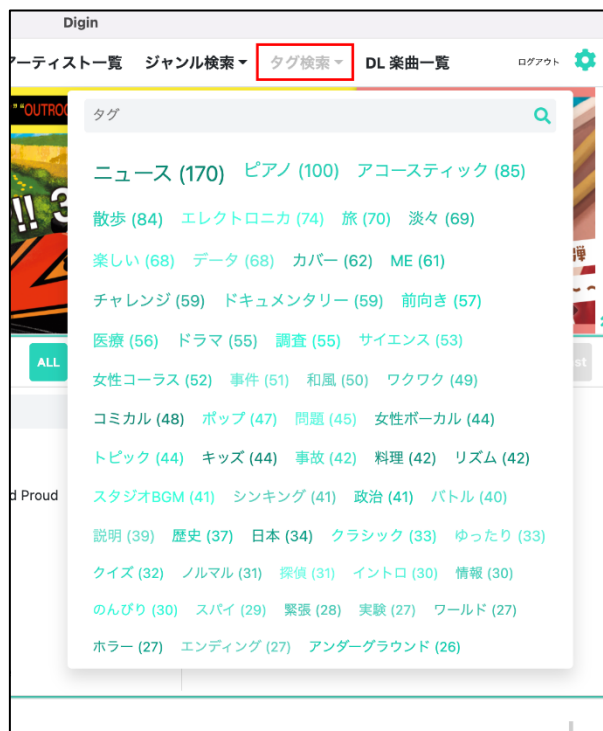 Digin
アーティスト一覧 ジャンル検索 タグ検索 DL 楽曲一覧 ログアウト
"OUTRO
タグ
ニュース (170) ピアノ (100) アコースティック (85)
散歩 (84) エレクトロニカ (74) 旅 (70) 淡々 (69)
楽しい (68) データ (68) カバー (62) ME (61)
弾
チャレンジ (59) ドキュメンタリー (59) 前向き (57)
医療 (56) ドラマ (55) 調査 (55) サイエンス (53)
ALL
st
女性コーラス (52) 事件 (51) 和風 (50) ワクワク (49)
コミカル (48) ポップ (47) 問題 (45) 女性ボーカル (44)
トピック (44) キッズ (44) 事故 (42) 料理 (42) リズム (42)
d Proud
スタジオBGM (41) シンキング (41) 政治 (41) バトル (40)
説明 (39) 歴史 (37) 日本 (34) クラシック (33) ゆったり (33)
クイズ (32) ノルマル (31) 探偵 (31) イントロ (30) 情報 (30)
のんびり (30) スパイ (29) 緊張 (28) 実験 (27) ワールド (27)
ホラー (27) エンディング (27) アンダーグラウンド (26)